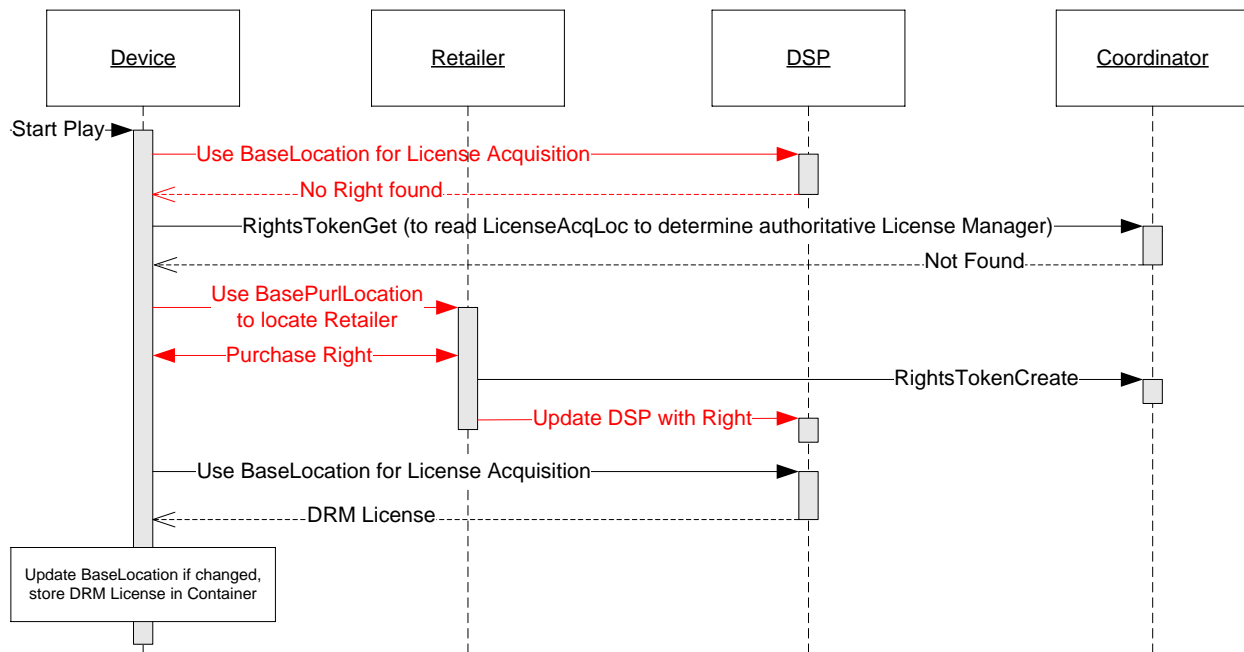 Device
Retailer
DSP
Coordinator
Start Play
Use BaseLocation for License Acquisition
No Right found
RightsTokenGet (to read LicenseAcqLoc to determine authoritative License Manager)
Not Found
Use BasePurlLocation
to locate Retailer
Purchase Right
RightsTokenCreate
Update DSP with Right
Use BaseLocation for License Acquisition
DRM License
Update BaseLocation if changed,
store DRM License in Container